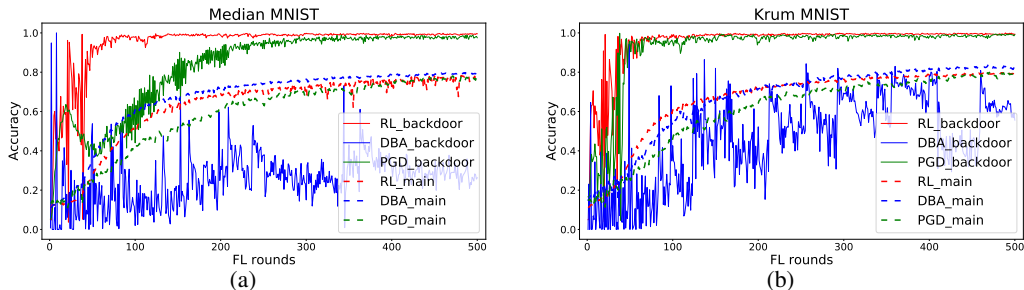 Median MNIST
1.0
0.8
0.6
0.4
0.2
0.0
Accuracy
RL_backdoor
DBA_backdoor
PGD_backdoor
RL_main
DBA_main
PGD_main
0 100 200 300 400 500
FL rounds
(a)
Krum MNIST
1.0
0.8
0.6
0.4
0.2
0.0
Accuracy
RL_backdoor
DBA_backdoor
PGD_backdoor
RL_main
DBA_main
PGD_main
0 100 200 300 400 500
FL rounds
(b)